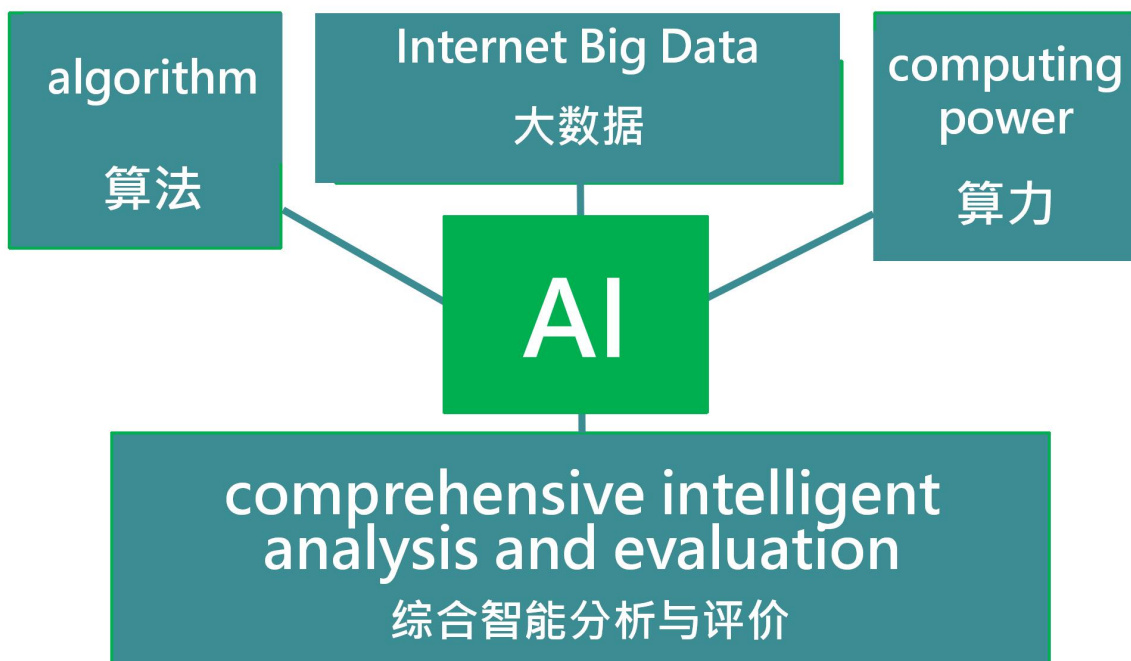 algorithm
算法
Internet Big Data
大数据
computing
power
算力
AI
comprehensive intelligent
analysis and evaluation
综合智能分析与评价